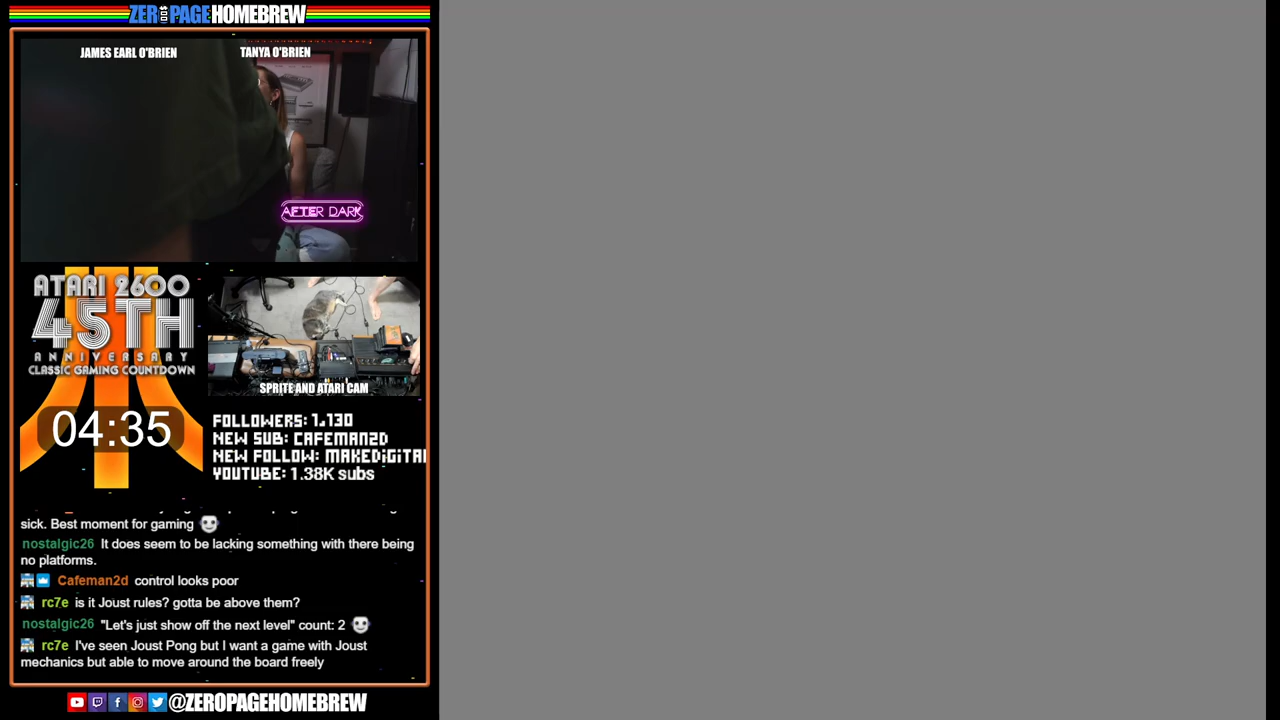 ZERO PAGE HOMEBREW
JAMES EARL O'BRIEN
TANYA O'BRIEN
AFTER DARK
ATARI 2600
45TH
ANNIVERSARY
CLASSIC GAMING COUNTDOWN
04:35
SPRITE AND ATARI CAM
FOLLOWERS: 1,130
NEW SUB: CAFEMAN2D
NEW FOLLOW: MAKEDIGITAL
YOUTUBE: 1.38K subs
sick. Best moment for gaming
nostalgic26 It does seem to be lacking something with there being
no platforms.
Cafeman2d control looks poor
rc7e is it Joust rules? gotta be above them?
nostalgic26 "Let's just show off the next level" count: 2
rc7e I've seen Joust Pong but I want a game with Joust
mechanics but able to move around the board freely
@ZEROPAGEHOMEBREW